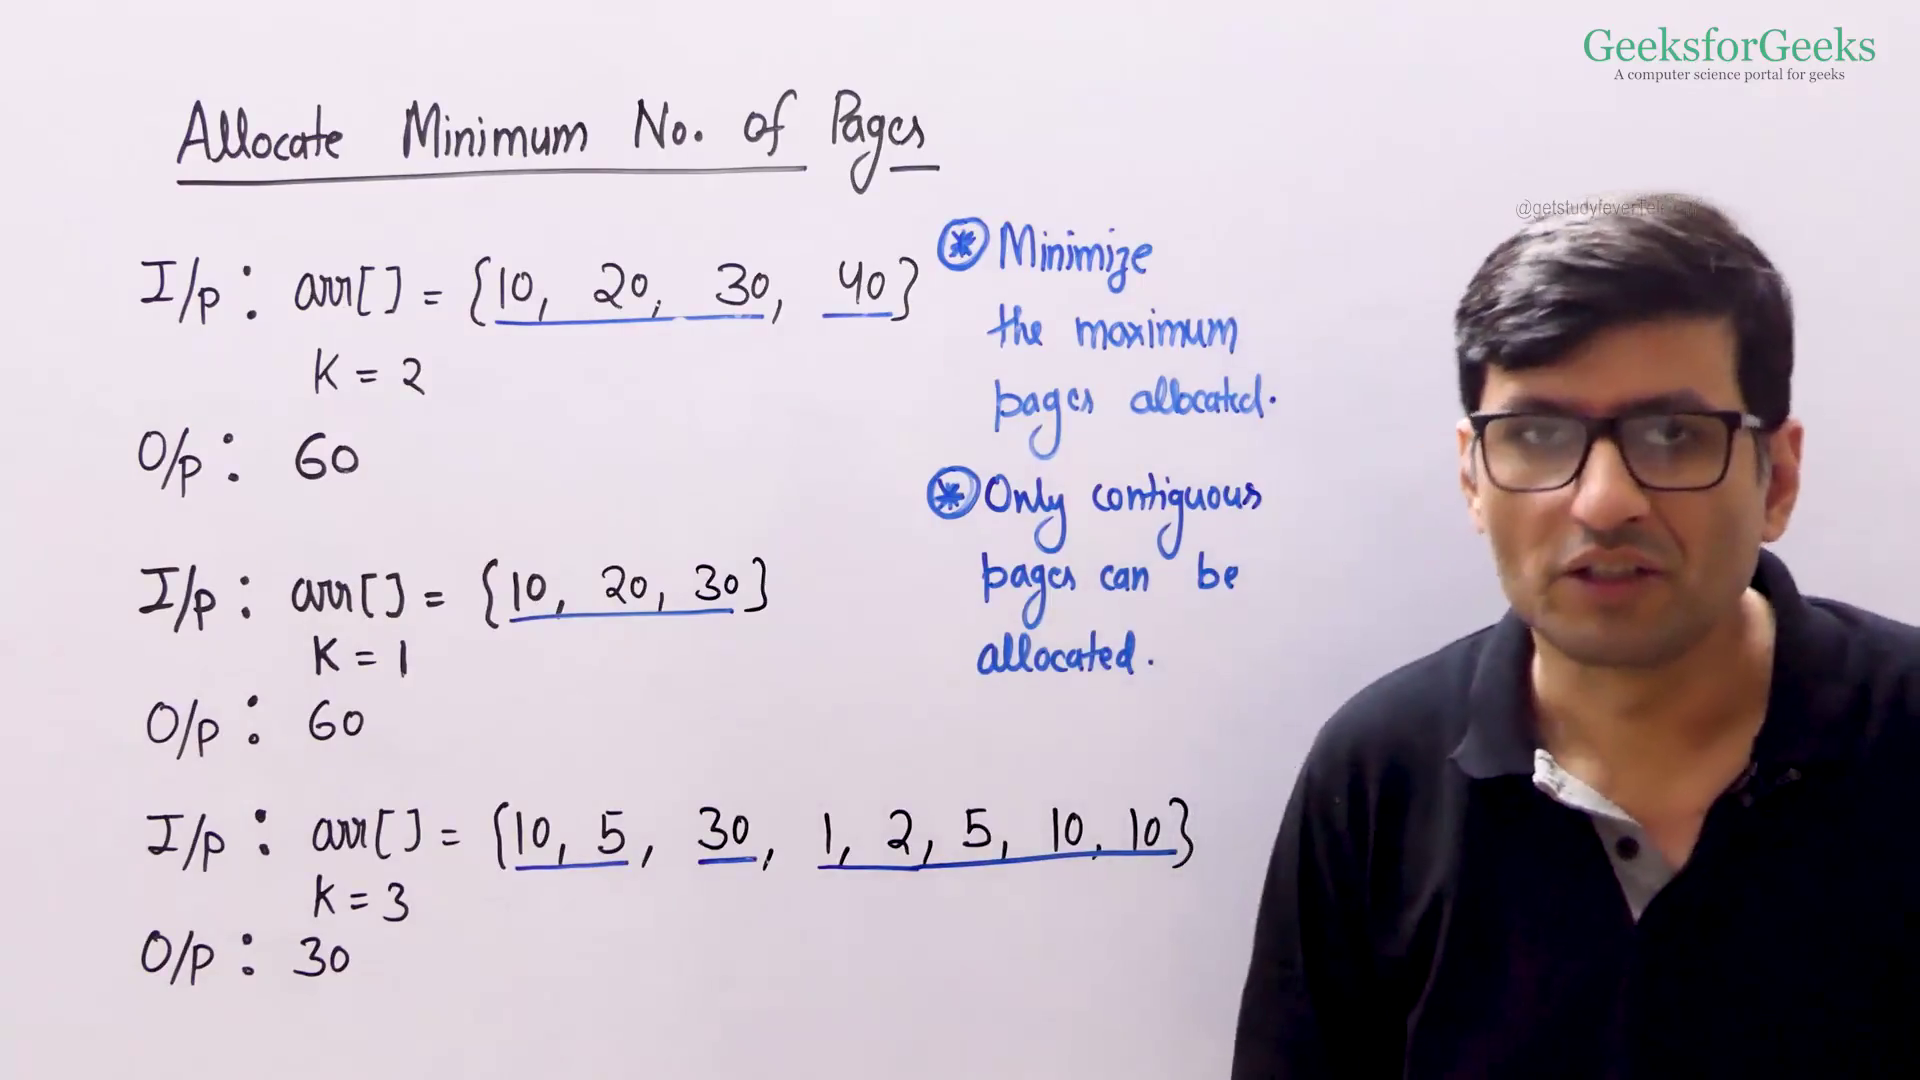 GeeksforGeeks
A computer science portal for geeks
Allocate Minimum No. of Pages
I/p : arr[] = {10, 20, 30, 40}
K = 2
O/p : 60
I/p : arr[] = {10, 20, 30}
K = 1
O/p : 60
I/p : arr[] = {10, 5, 30, 1, 2, 5, 10, 10}
K = 3
O/p : 30
* Minimize
the maximum
pages allocated.
* Only contiguous
pages can be
allocated.